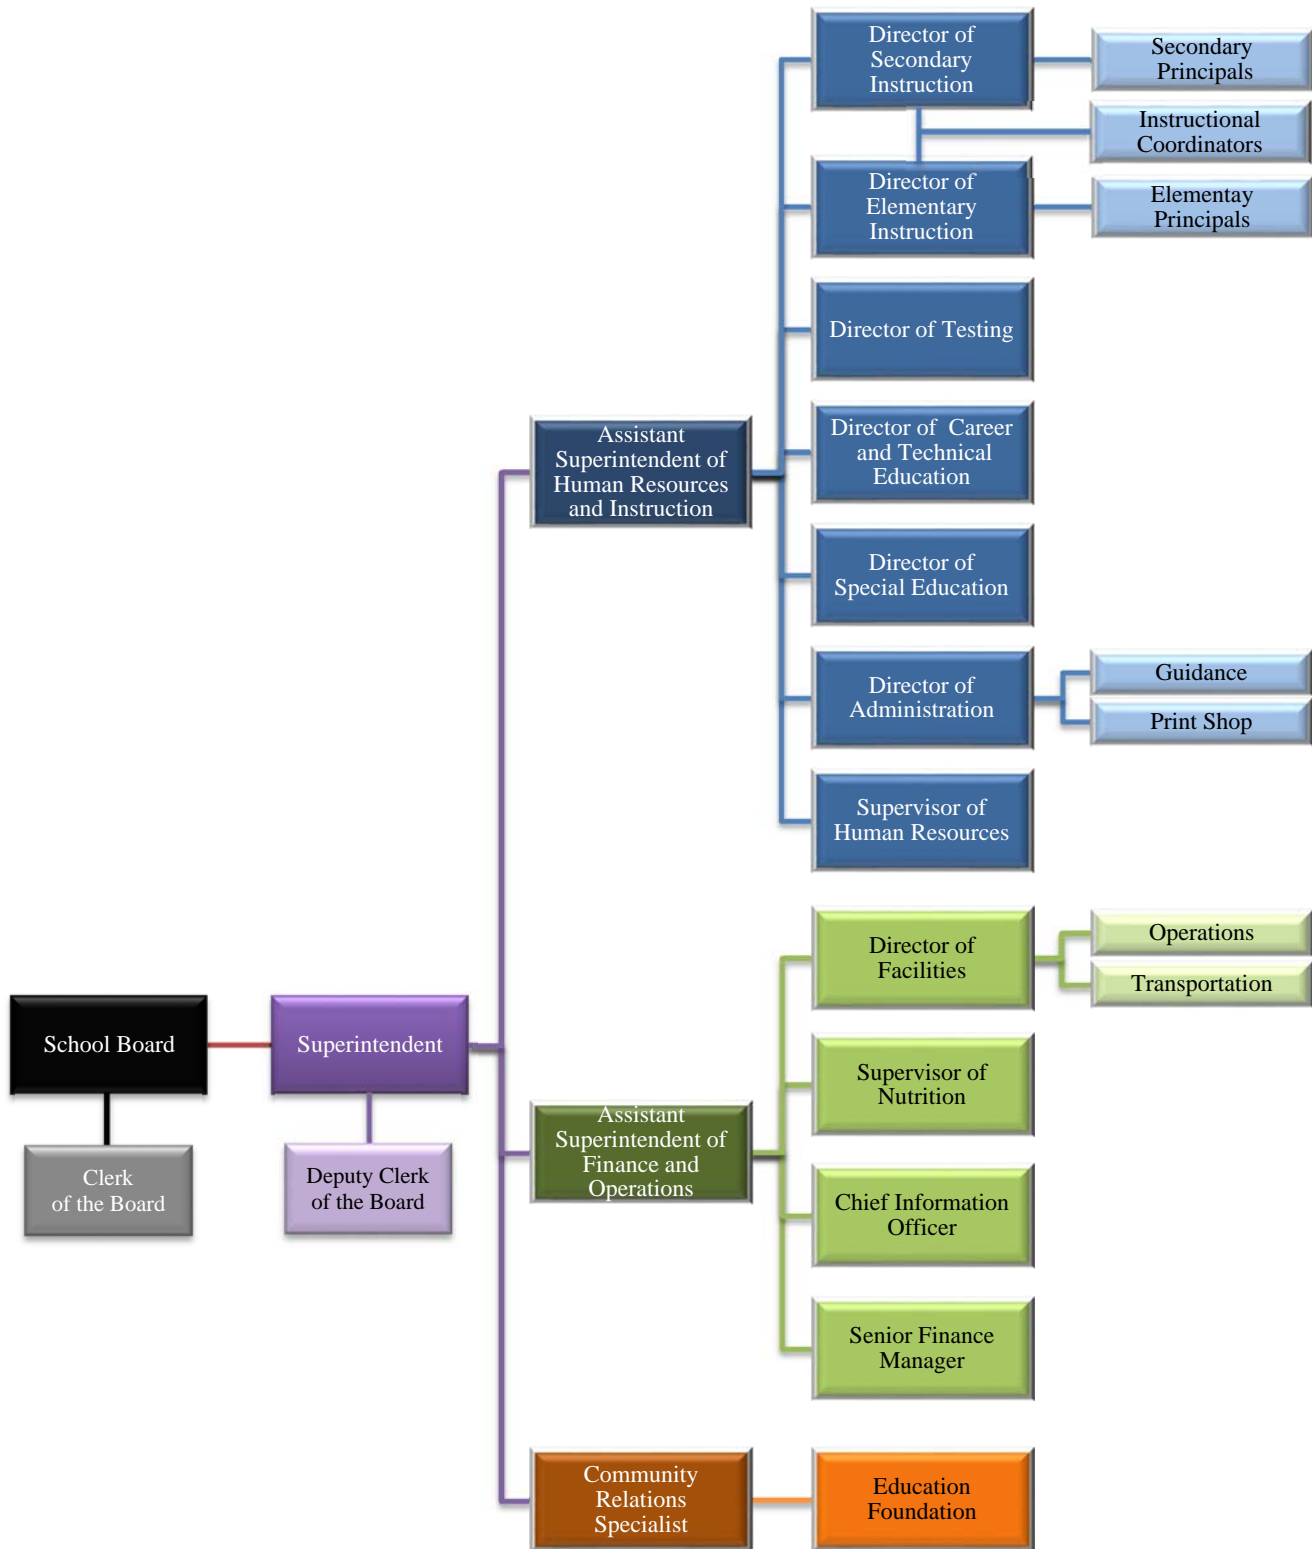 Director of
Secondary
Instruction
Secondary
Principals
Instructional
Coordinators
Director of
Elementary
Instruction
Elementay
Principals
Director of Testing
Assistant
Superintendent of
Human Resources
and Instruction
Director of  Career
and Technical
Education
Director of
Special Education
Director of
Administration
Guidance
Print Shop
Supervisor of
Human Resources
Director of
Facilities
Operations
Transportation
School Board
Superintendent
Clerk
of the Board
Deputy Clerk
of the Board
Assistant
Superintendent of
Finance and
Operations
Supervisor of
Nutrition
Chief Information
Officer
Senior Finance
Manager
Community
Relations
Specialist
Education
Foundation